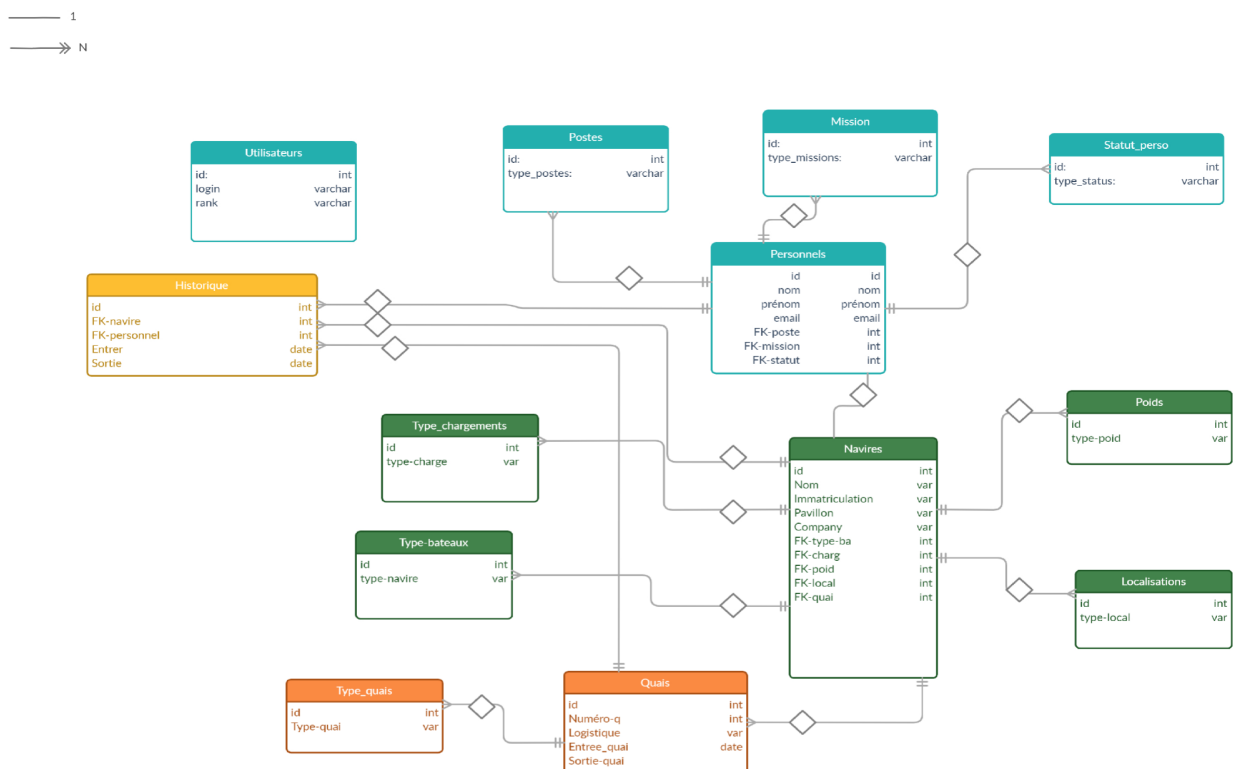 1
N
Utilisateurs
id: int
login varchar
rank varchar
Postes
id: int
type_postes: varchar
Mission
id: int
type_missions: varchar
Statut_perso
id: int
type_status: varchar
Personnels
id id
nom nom
prénom prénom
email email
FK-poste int
FK-mission int
FK-statut int
Historique
id int
FK-navire int
FK-personnel int
Entrer date
Sortie date
Type_chargements
id int
type-charge var
Navires
id int
Nom var
Immatriculation var
Pavillon var
Company var
FK-type-ba int
FK-charg int
FK-poid int
FK-local int
FK-quai int
Poids
id int
type-poid var
Type-bateaux
id int
type-navire var
Localisations
id int
type-local var
Type_quais
id int
Type-quai var
Quais
id int
Numéro-q int
Logistique var
Entree_quai date
Sortie-quai